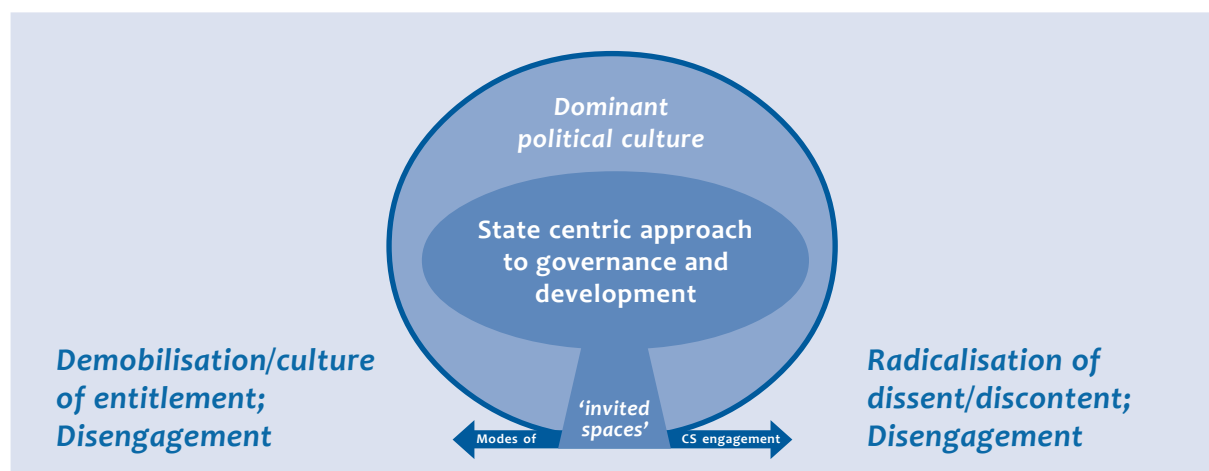 Dominant
political culture
State centric approach
to governance and
development
Demobilisation/culture
of entitlement;
Disengagement
‘invited
spaces’
Modes of
CS engagement
Radicalisation of
dissent/discontent;
Disengagement